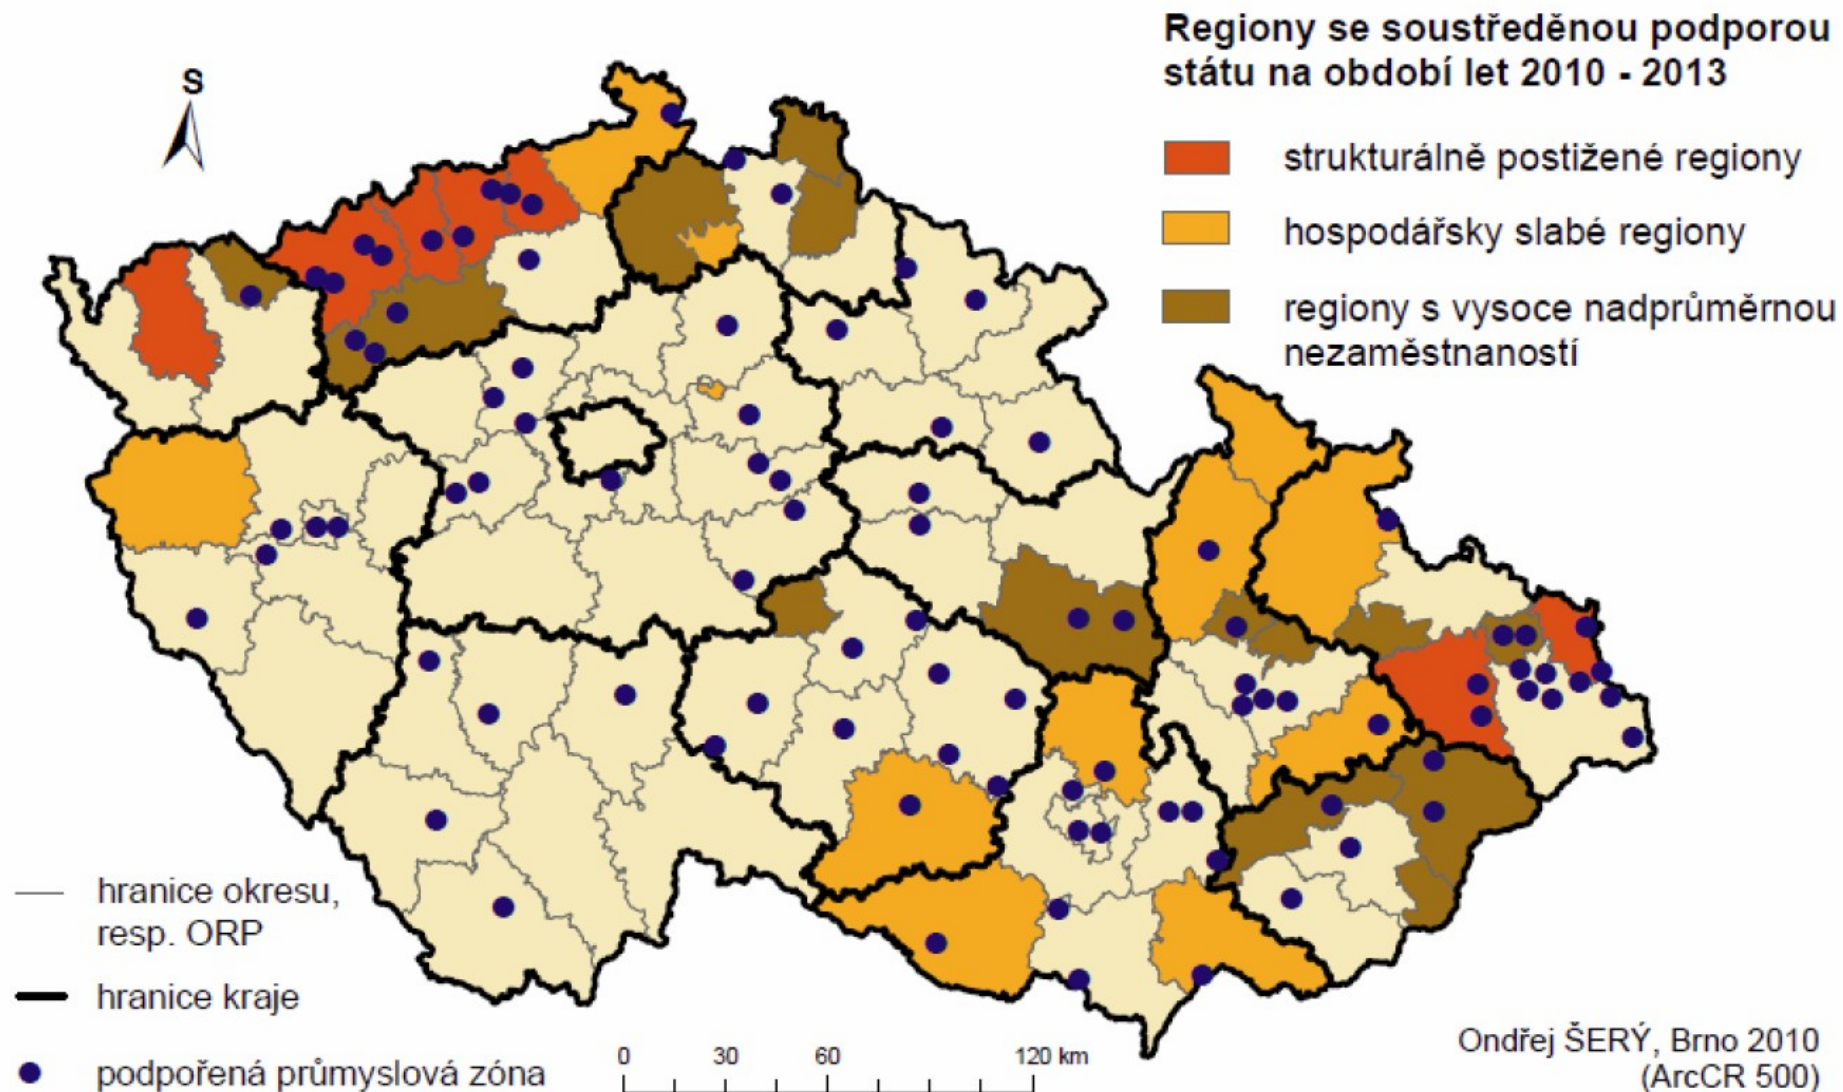 Regiony se soustředěnou podporou
státu na období let 2010 - 2013
S
strukturálně postižené regiony
hospodářsky slabé regiony
regiony s vysoce nadprůměrnou
nezaměstnaností
hranice okresu,
resp. ORP
hranice kraje
podpořená průmyslová zóna
0 30 60 120 km
Ondřej ŠERÝ, Brno 2010
(ArcCR 500)